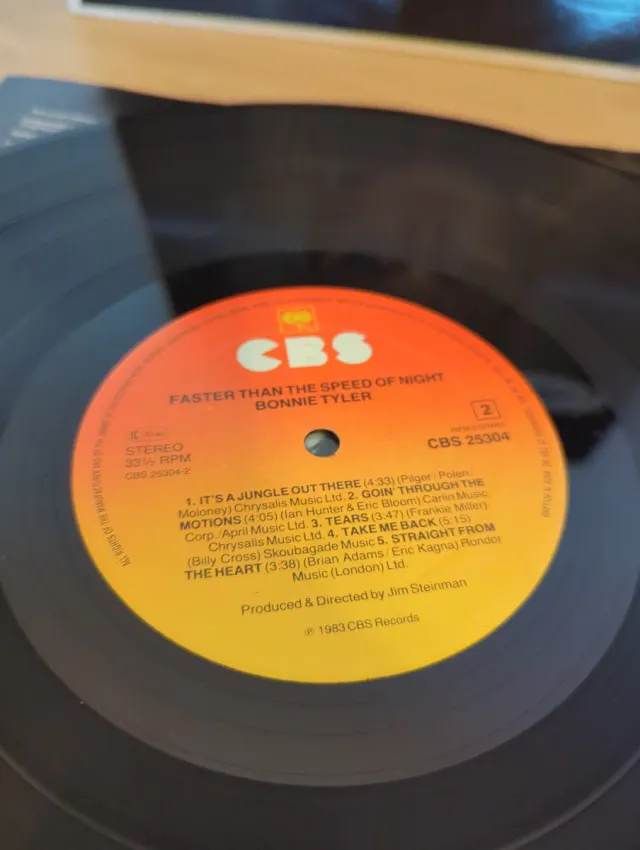 CBS
FASTER THAN THE SPEED OF NIGHT
BONNIE TYLER
2
STEREO
33⅓ RPM
CBS 25304-2
CBS 25304
1. IT'S A JUNGLE OUT THERE (4:33) (Pilger/Polen/
Moloney) Chrysalis Music Ltd. 2. GOIN' THROUGH THE
MOTIONS (4:05) (Ian Hunter & Eric Bloom) Carlin Music
Corp./April Music Ltd. 3. TEARS (3:47) (Frankie Miller)
Chrysalis Music Ltd. 4. TAKE ME BACK (5:15)
(Billy Cross) Skoubagade Music 5. STRAIGHT FROM
THE HEART (3:38) (Brian Adams/Eric Kagna) Rondor
Music (London) Ltd.
Produced & Directed by Jim Steinman
℗ 1983 CBS Records